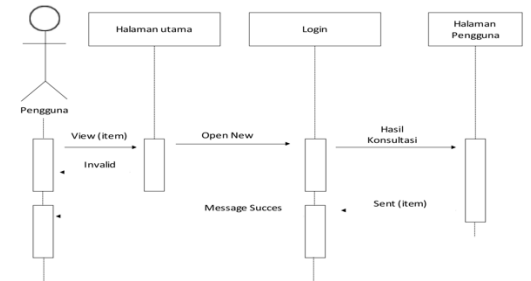 Halaman utama
Login
Halaman
Pengguna
Pengguna
View (item)
Open New
Hasil
Konsultasi
Invalid
Message Succes
Sent (item)